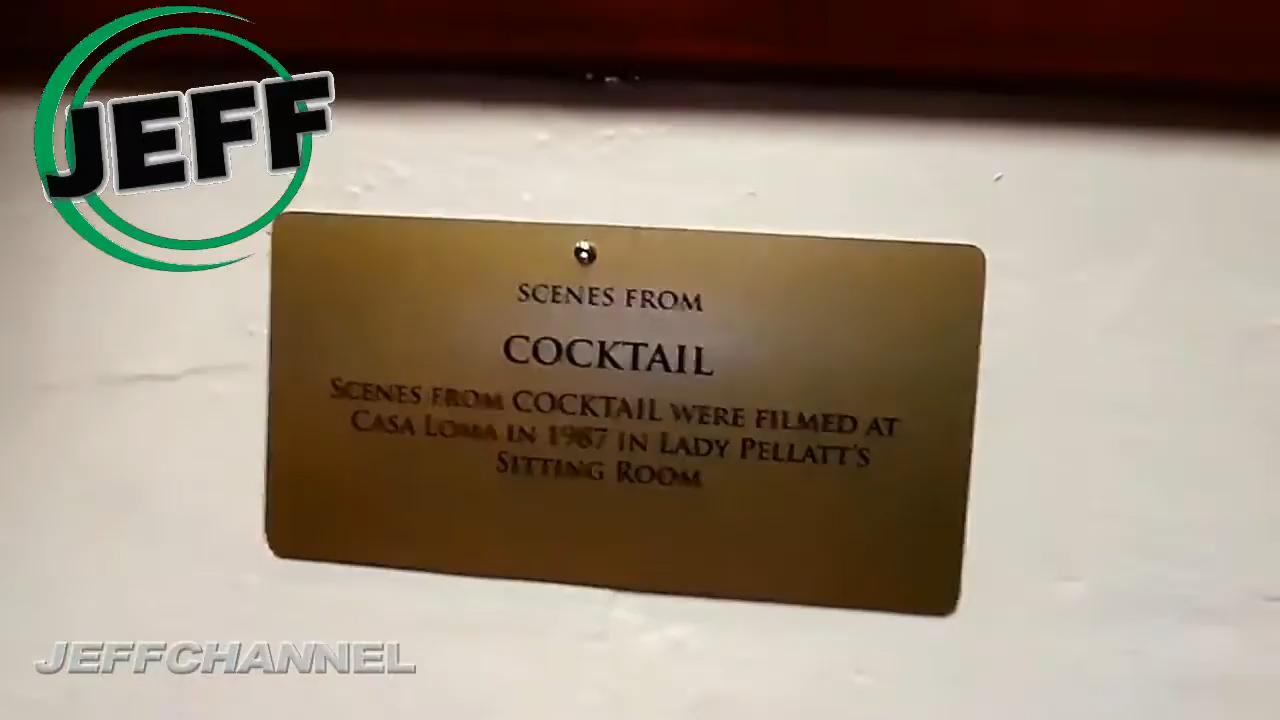 JEFF
SCENES FROM
COCKTAIL
SCENES FROM COCKTAIL WERE FILMED AT
CASA LOMA IN 1987 IN LADY PELLATT'S
SITTING ROOM
JEFFCHANNEL